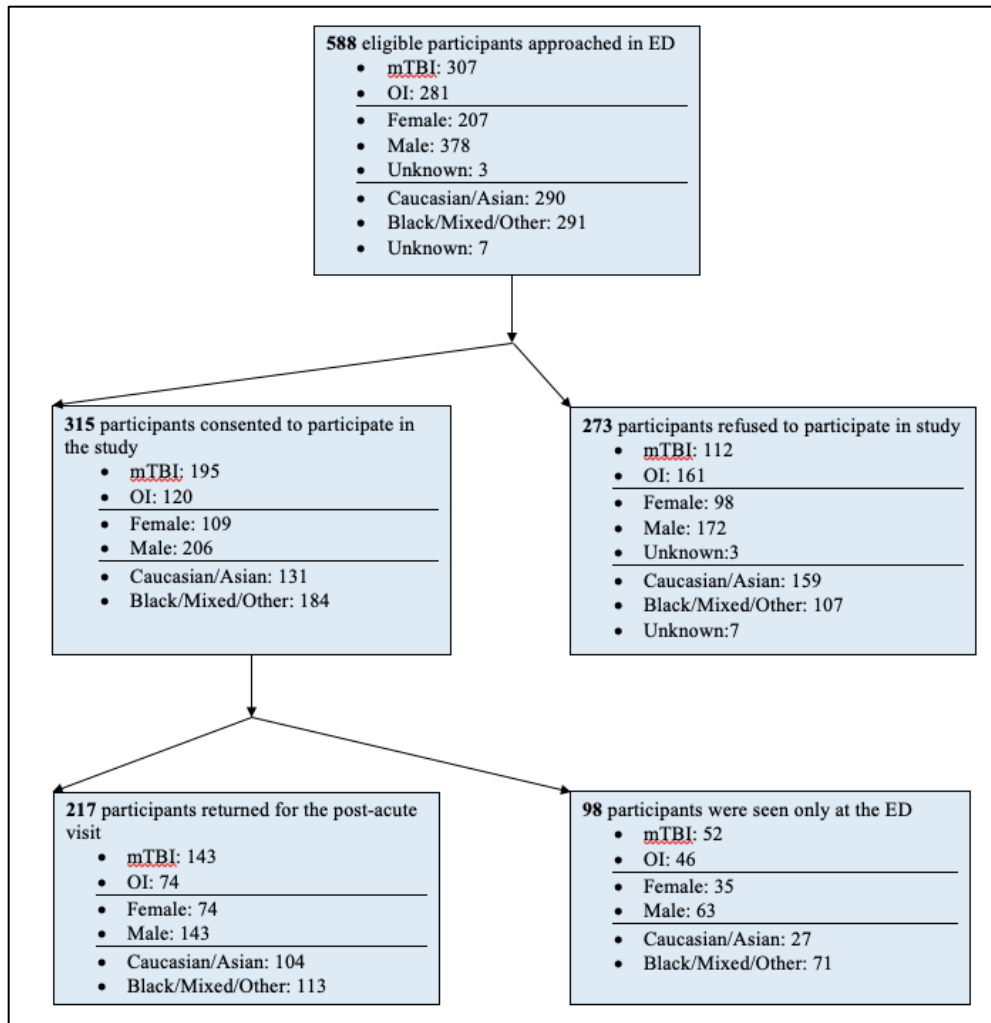 588 eligible participants approached in ED
• mTBI: 307
• OI: 281
• Female: 207
• Male: 378
• Unknown: 3
• Caucasian/Asian: 290
• Black/Mixed/Other: 291
• Unknown: 7
315 participants consented to participate in
the study
• mTBI: 195
• OI: 120
• Female: 109
• Male: 206
• Caucasian/Asian: 131
• Black/Mixed/Other: 184
273 participants refused to participate in study
• mTBI: 112
• OI: 161
• Female: 98
• Male: 172
• Unknown:3
• Caucasian/Asian: 159
• Black/Mixed/Other: 107
• Unknown:7
217 participants returned for the post-acute
visit
• mTBI: 143
• OI: 74
• Female: 74
• Male: 143
• Caucasian/Asian: 104
• Black/Mixed/Other: 113
98 participants were seen only at the ED
• mTBI: 52
• OI: 46
• Female: 35
• Male: 63
• Caucasian/Asian: 27
• Black/Mixed/Other: 71